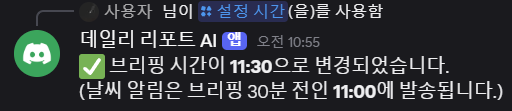 사용자 님이 설정 시간(을)를 사용함
데일리 리포트 AI 앱 오전 10:55
✅ 브리핑 시간이 11:30으로 변경되었습니다.
(날씨 알림은 브리핑 30분 전인 11:00에 발송됩니다.)